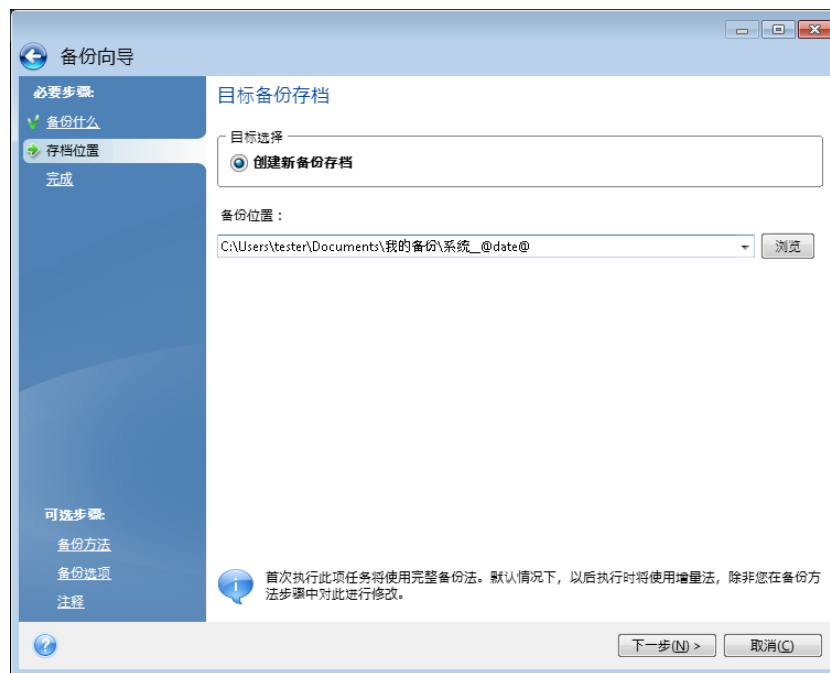 备份向导
必要步骤:
备份什么
存档位置
完成
可选步骤:
备份方法
备份选项
注释
目标备份存档
目标选择
创建新备份存档
备份位置：
C:\Users\tester\Documents\我的备份\系统__@date@
浏览
首次执行此项任务将使用完整备份法。默认情况下，以后执行时将使用增量法，除非您在备份方
法步骤中对此进行修改。
下一步(N) >
取消(C)